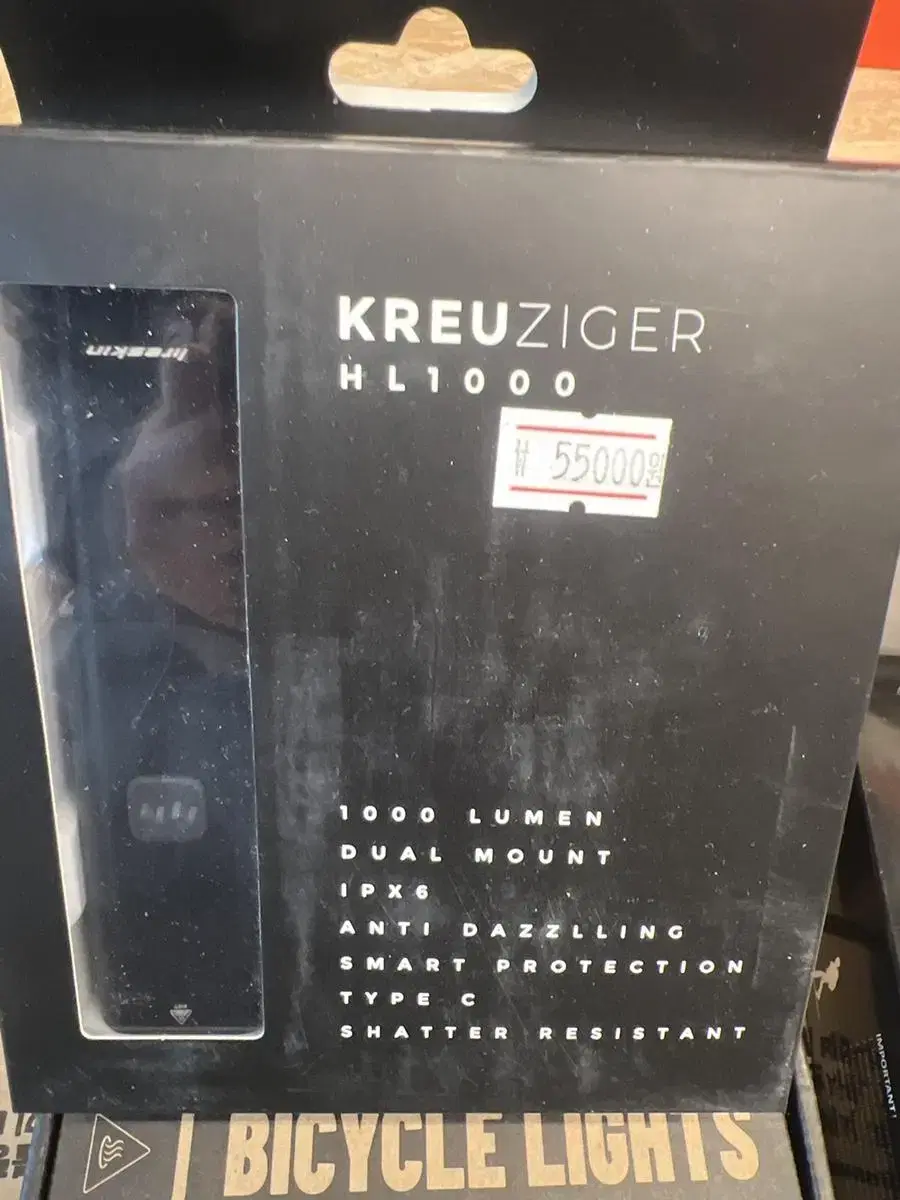 KREUZIGER
HL1000
55000원
1000 LUMEN
DUAL MOUNT
IPX6
ANTI DAZZLLING
SMART PROTECTION
TYPE C
SHATTER RESISTANT
IMPORTANT!
BICYCLE LIGHTS